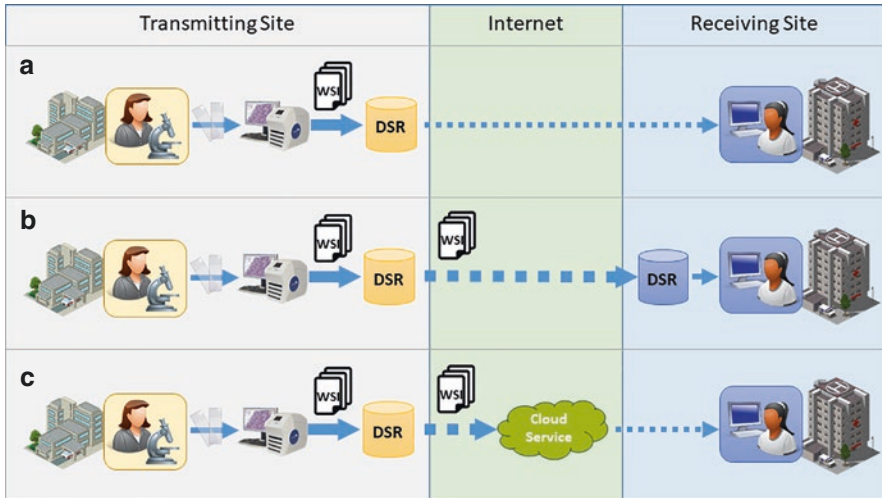 Transmitting Site
Internet
Receiving Site
a
WSI
DSR
H
b
WSI
DSR
WSI
DSR
H
c
WSI
DSR
WSI
Cloud
Service
H